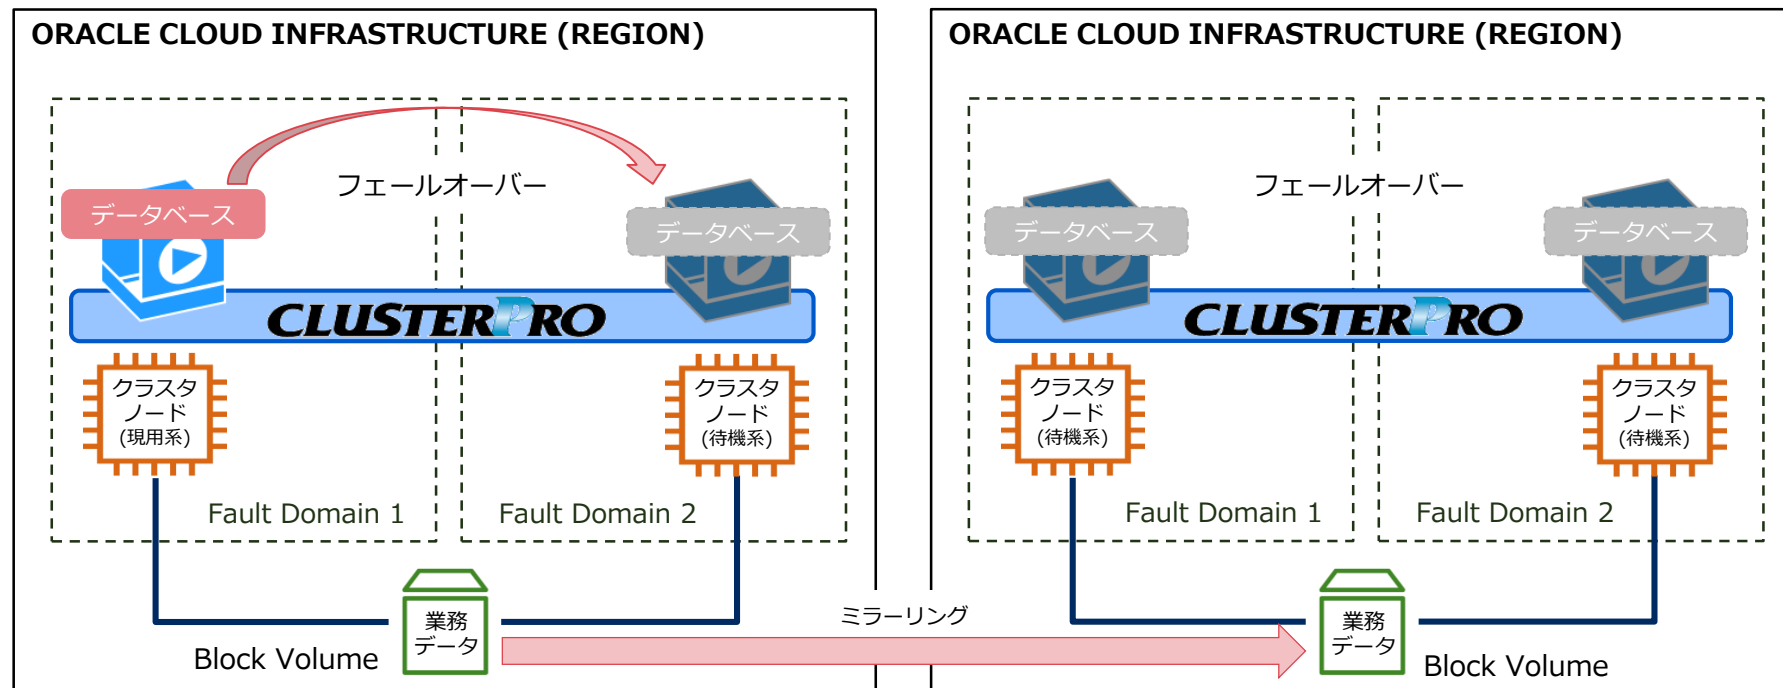 ORACLE CLOUD INFRASTRUCTURE (REGION)
フェールオーバー
データベース
データベース
CLUSTERPRO
クラスタ
ノード
(現用系)
クラスタ
ノード
(待機系)
Fault Domain 1
Fault Domain 2
業務
データ
Block Volume
ミラーリング
ORACLE CLOUD INFRASTRUCTURE (REGION)
フェールオーバー
データベース
データベース
CLUSTERPRO
クラスタ
ノード
(待機系)
クラスタ
ノード
(待機系)
Fault Domain 1
Fault Domain 2
業務
データ
Block Volume